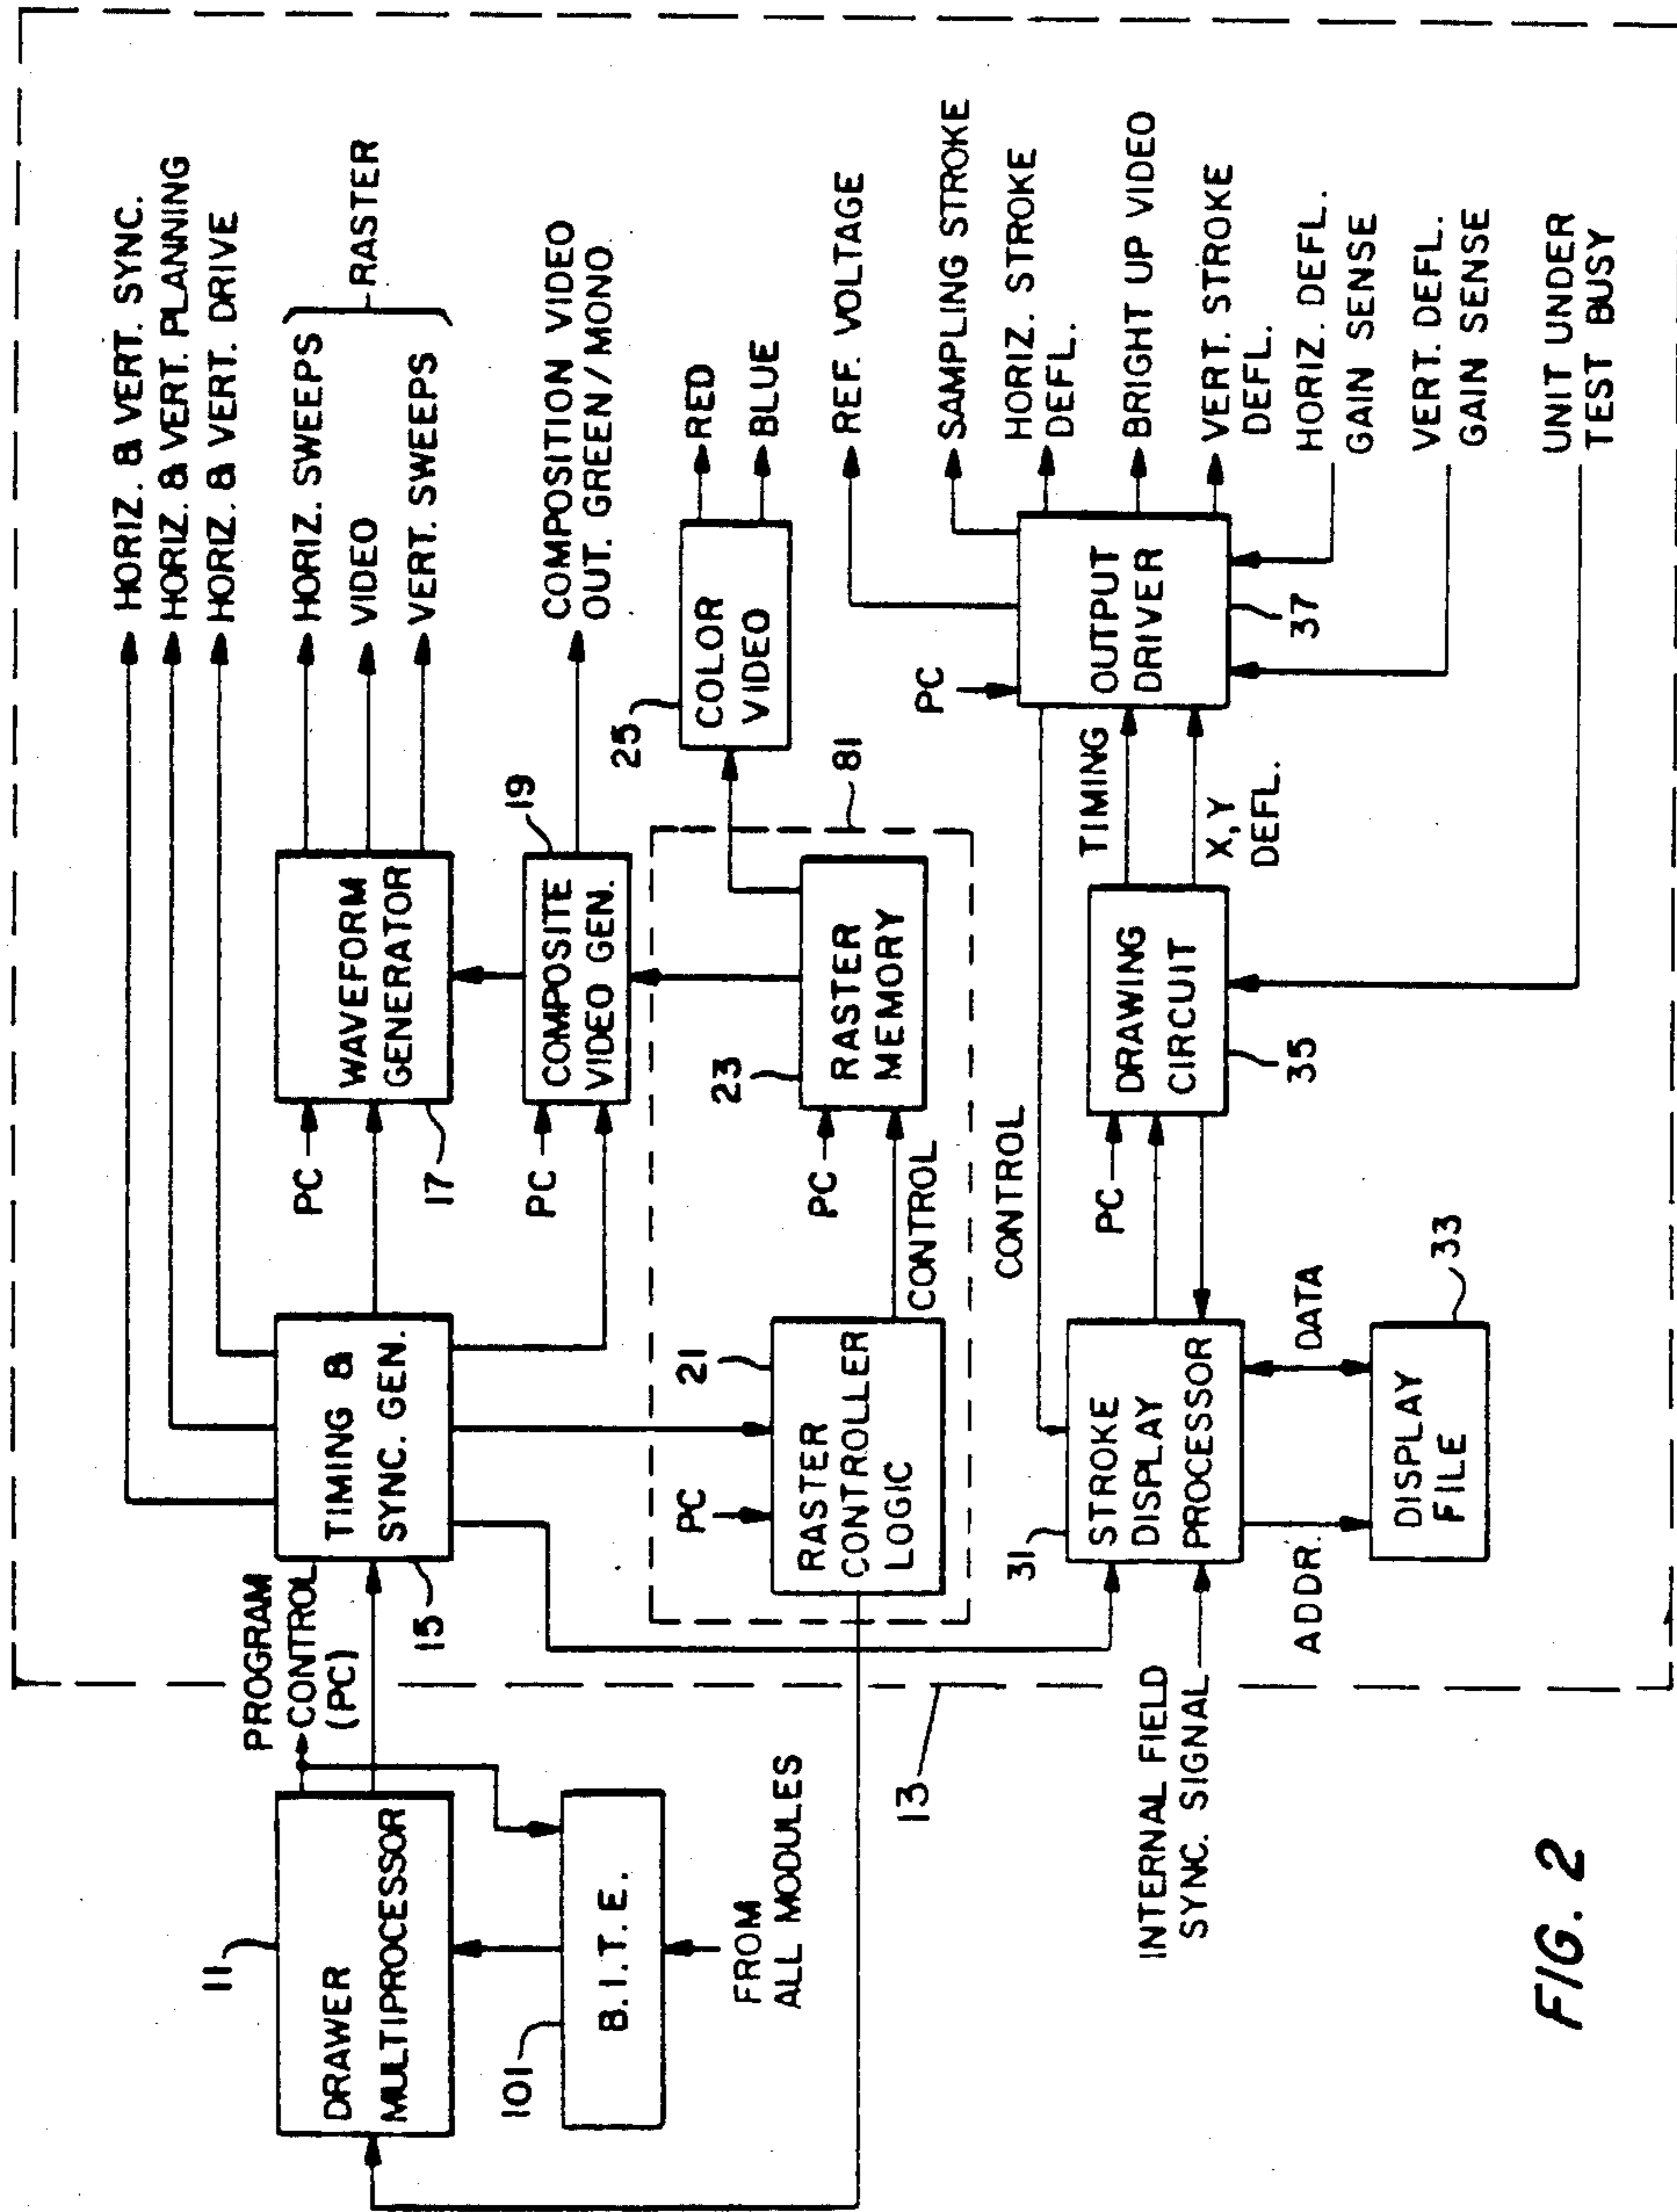 HORIZ. & VERT. SYNC.
HORIZ. & VERT. PLANNING
HORIZ. & VERT. DRIVE
HORIZ. SWEEPS
VIDEO
VERT. SWEEPS
RASTER
COMPOSITION VIDEO
OUT. GREEN/MONO
RED
BLUE
REF. VOLTAGE
SAMPLING STROKE
HORIZ. STROKE
DEFL.
BRIGHT UP VIDEO
VERT. STROKE
DEFL.
HORIZ. DEFL.
GAIN SENSE
VERT. DEFL.
GAIN SENSE
UNIT UNDER
TEST BUSY
11
DRAWER
MULTIPROCESSOR
PROGRAM
CONTROL
(PC)
101
B.I.T.E.
FROM
ALL MODULES
TIMING &
SYNC. GEN.
15
PC
WAVEFORM
GENERATOR
17
PC
COMPOSITE
VIDEO GEN.
19
25
COLOR
VIDEO
81
PC
21
RASTER
CONTROLLER
LOGIC
CONTROL
PC
23
RASTER
MEMORY
13
INTERNAL FIELD
SYNC. SIGNAL
31
STROKE
DISPLAY
PROCESSOR
CONTROL
ADDR.
DATA
DISPLAY
FILE
33
PC
DRAWING
CIRCUIT
35
TIMING
X,Y
DEFL.
PC
OUTPUT
DRIVER
37
FIG. 2